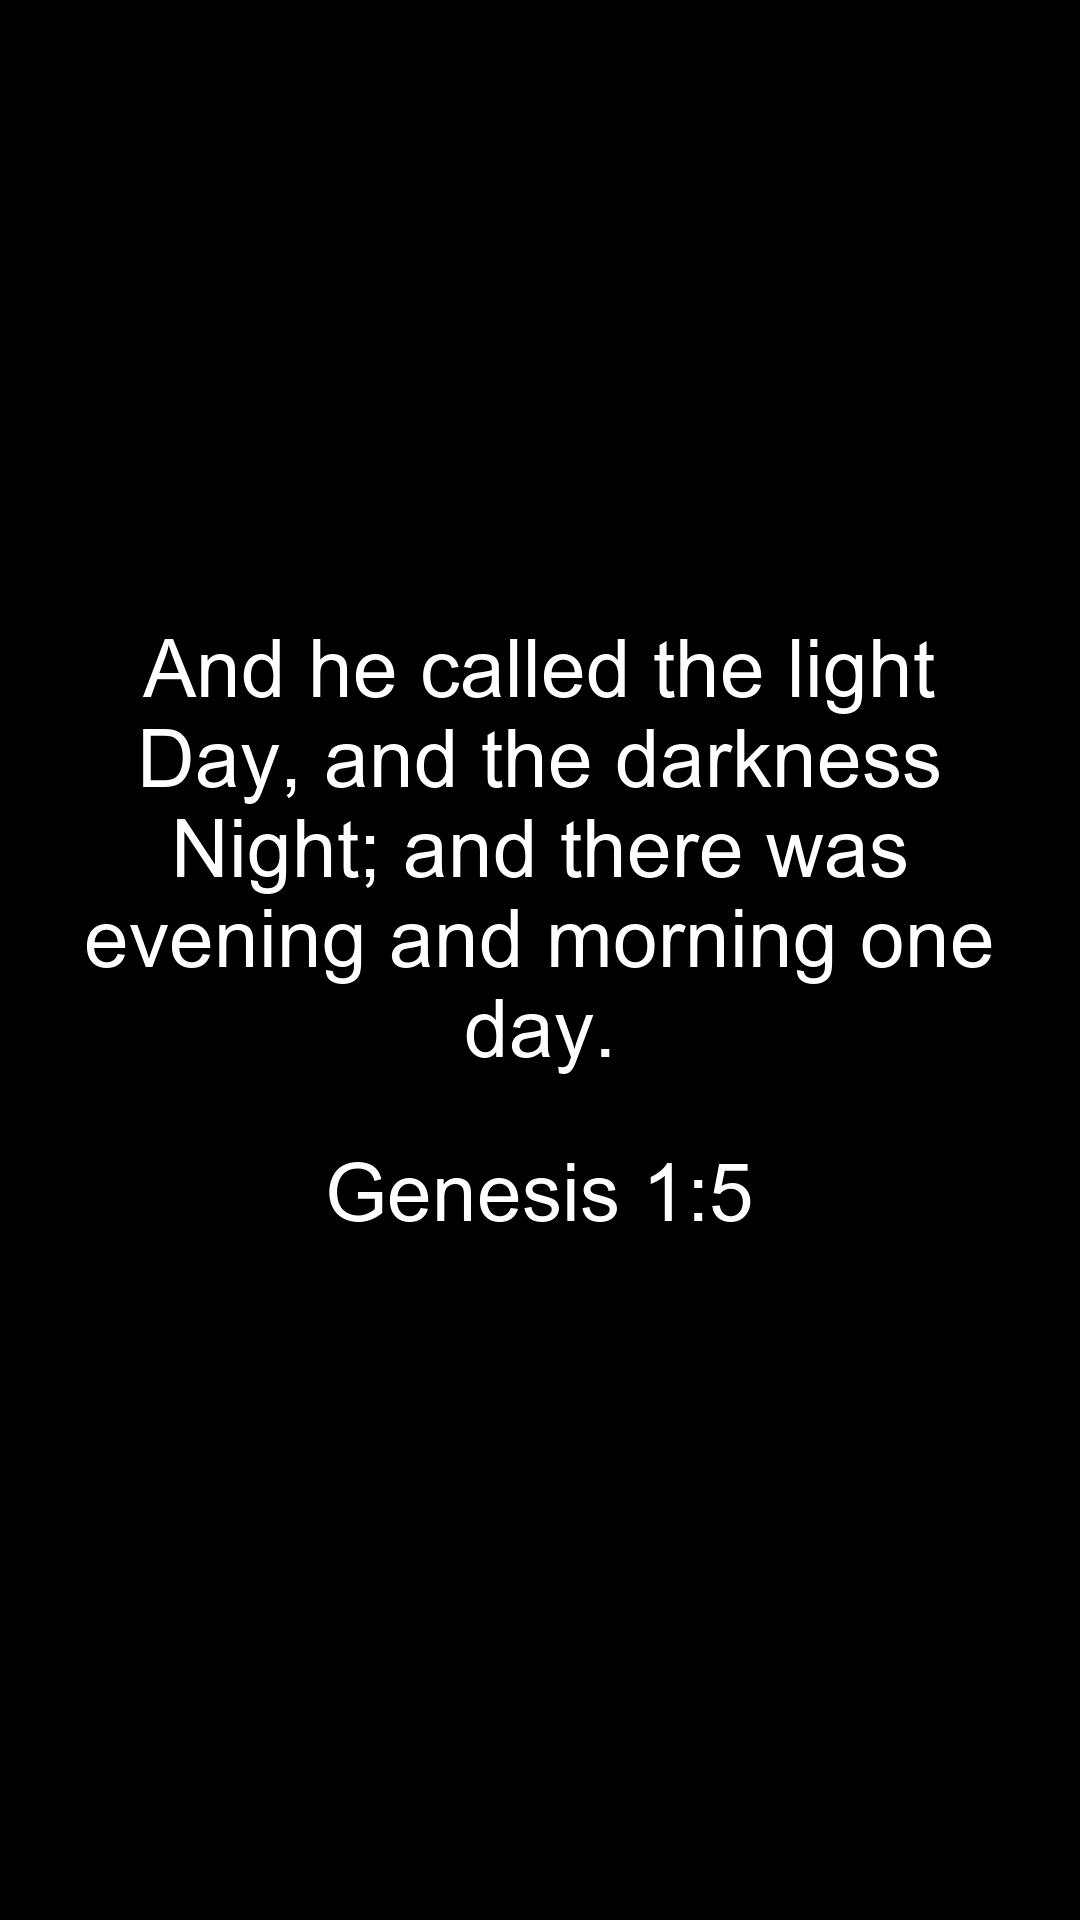 And he called the light
Day, and the darkness
Night; and there was
evening and morning one
day.
Genesis 1:5